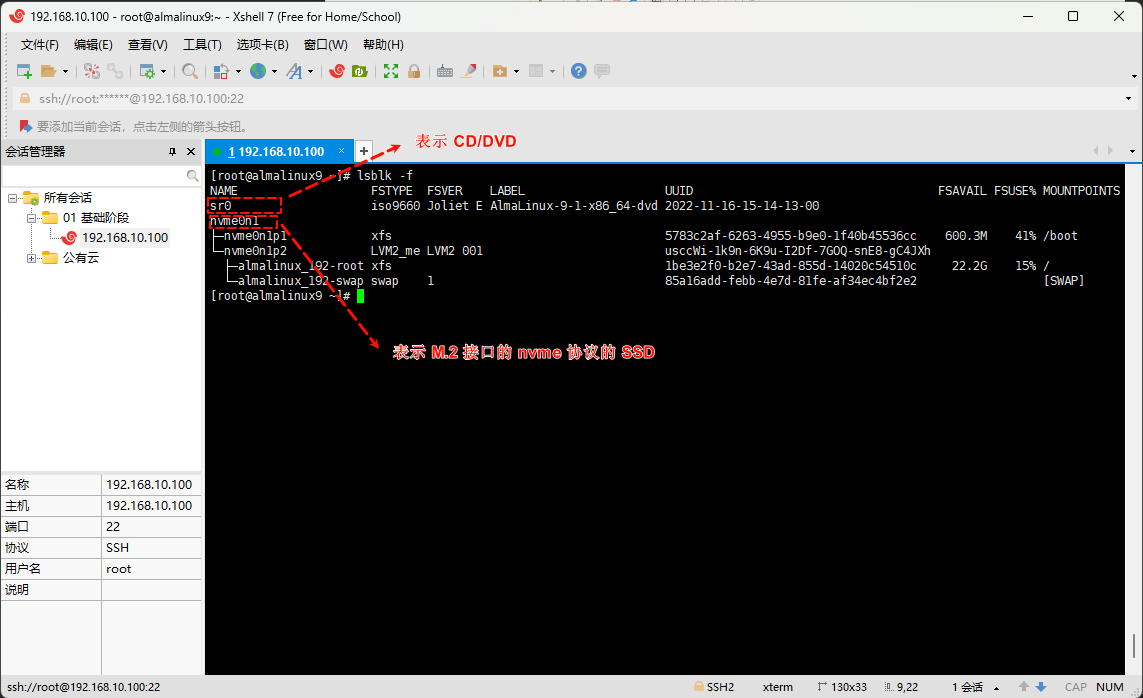 192.168.10.100 - root@almalinux9:~ - Xshell 7 (Free for Home/School)
文件(F) 编辑(E) 查看(V) 工具(T) 选项卡(B) 窗口(W) 帮助(H)
ssh://root:******@192.168.10.100:22
要添加当前会话，点击左侧的箭头按钮。
会话管理器
1 192.168.10.100
表示 CD/DVD
所有会话
01 基础阶段
192.168.10.100
公有云
[root@almalinux9 ~]# lsblk -f
NAME FSTYPE FSVER LABEL UUID FSAVAIL FSUSE% MOUNTPOINTS
sr0 iso9660 Joliet E AlmaLinux-9-1-x86_64-dvd 2022-11-16-15-14-13-00
nvme0n1
├─nvme0n1p1 xfs 5783c2af-6263-4955-b9e0-1f40b45536cc 600.3M 41% /boot
└─nvme0n1p2 LVM2_me LVM2 001 usccWi-1k9n-6K9u-I2Df-7GOQ-snE8-gC4JXh
├─almalinux_192-root xfs 1be3e2f0-b2e7-43ad-855d-14020c54510c 22.2G 15% /
└─almalinux_192-swap swap 1 85a16add-febb-4e7d-81fe-af34ec4bf2e2 [SWAP]
[root@almalinux9 ~]#
表示 M.2 接口的 nvme 协议的 SSD
名称 192.168.10.100
主机 192.168.10.100
端口 22
协议 SSH
用户名 root
说明
ssh://root@192.168.10.100:22 SSH2 xterm 130x33 9,22 1 会话 CAP NUM